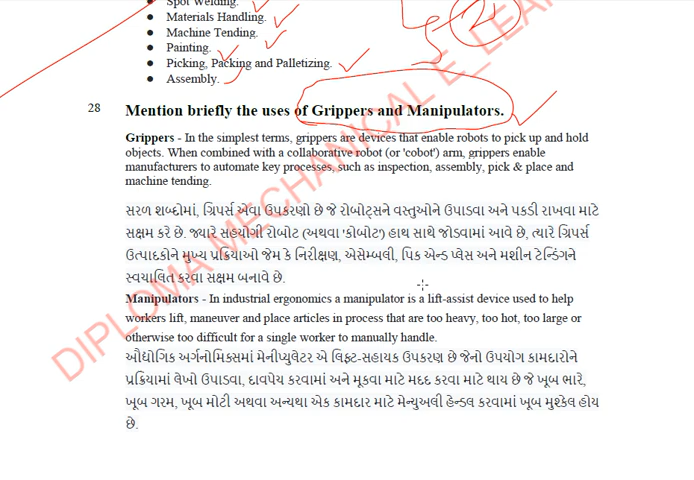 Spot Welding.
Materials Handling.
Machine Tending.
Painting.
Picking, Packing and Palletizing.
Assembly.
28 Mention briefly the uses of Grippers and Manipulators.
Grippers - In the simplest terms, grippers are devices that enable robots to pick up and hold
objects. When combined with a collaborative robot (or 'cobot') arm, grippers enable
manufacturers to automate key processes, such as inspection, assembly, pick & place and
machine tending.
સરળ શબ્દોમાં, ગ્રિપર્સ એવા ઉપકરણો છે જે રોબોટ્સને વસ્તુઓને ઉપાડવા અને પકડી રાખવા માટે
સક્ષમ કરે છે. જ્યારે સહયોગી રોબોટ (અથવા 'કોબોટ') હાથ સાથે જોડવામાં આવે છે, ત્યારે ગ્રિપર્સ
ઉત્પાદકોને મુખ્ય પ્રક્રિયાઓ જેમ કે નિરીક્ષણ, એસેમ્બલી, પિક એન્ડ પ્લેસ અને મશીન ટેન્ડિંગને
સ્વચાલિત કરવા સક્ષમ બનાવે છે.
Manipulators - In industrial ergonomics a manipulator is a lift-assist device used to help
workers lift, maneuver and place articles in process that are too heavy, too hot, too large or
otherwise too difficult for a single worker to manually handle.
ઔદ્યોગિક અર્ગનોમિક્સમાં મેનીપ્યુલેટર એ લિફ્ટ-સહાયક ઉપકરણ છે જેનો ઉપયોગ કામદારોને
પ્રક્રિયામાં લેખો ઉપાડવા, દાવપેચ કરવામાં અને મૂકવા માટે મદદ કરવા માટે થાય છે જે ખૂબ ભારે,
ખૂબ ગરમ, ખૂબ મોટી અથવા અન્યથા એક કામદાર માટે મેન્યુઅલી હેન્ડલ કરવામાં ખૂબ મુશ્કેલ હોય
છે.
DIPLOMA MECHANICAL E_LEAR